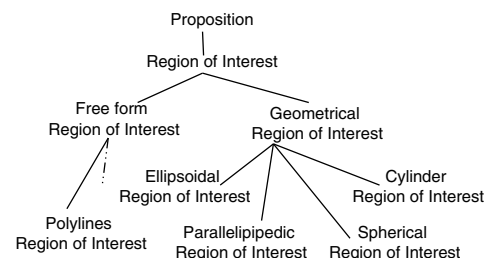 Proposition
Region of Interest
Free form
Region of Interest
Geometrical
Region of Interest
Ellipsoidal
Region of Interest
Cylinder
Region of Interest
Polylines
Region of Interest
Parallelipipedic
Region of Interest
Spherical
Region of Interest